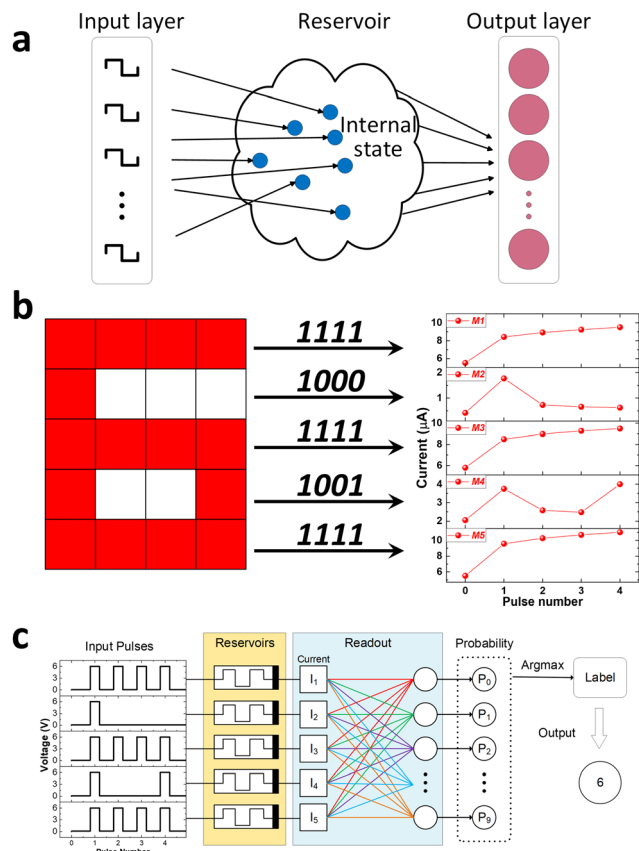 a
Input layer
Reservoir
Output layer
Internal
state
b
1111
1000
1111
1001
1111
Current (μA)
10
8
6
M1
2
1
M2
10
8
6
M3
4
3
2
M4
10
8
6
M5
0 1 2 3 4
Pulse number
c
Input Pulses
Reservoirs
Readout
Probability
Voltage (V)
6
3
0
6
3
0
6
3
0
6
3
0
6
3
0
0 1 2 3 4
Pulse Number
Current
I1
I2
I3
I4
I5
P0
P1
P2
P9
Argmax
Label
Output
6